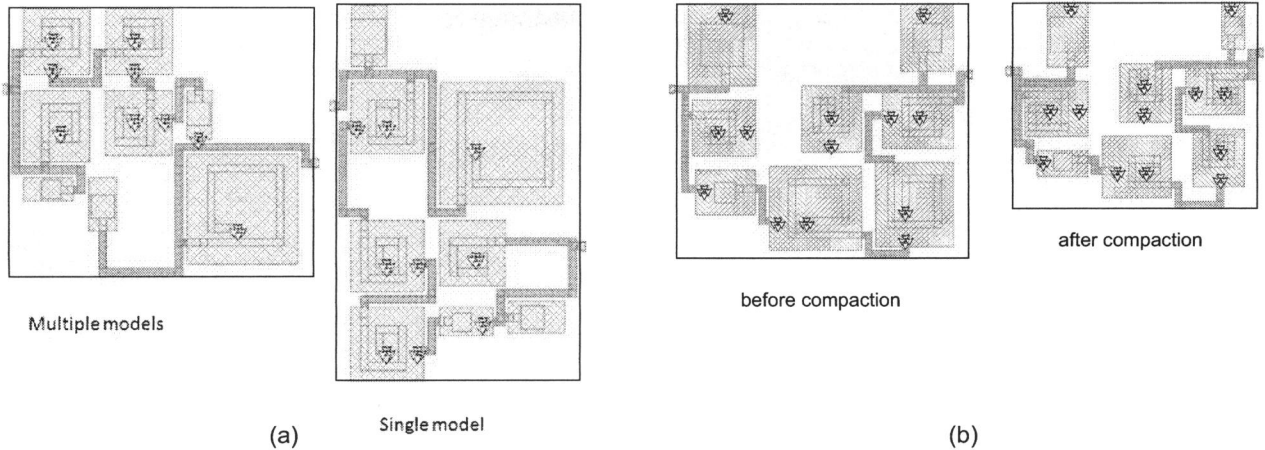 Multiple models
Single model
(a)
before compaction
after compaction
(b)